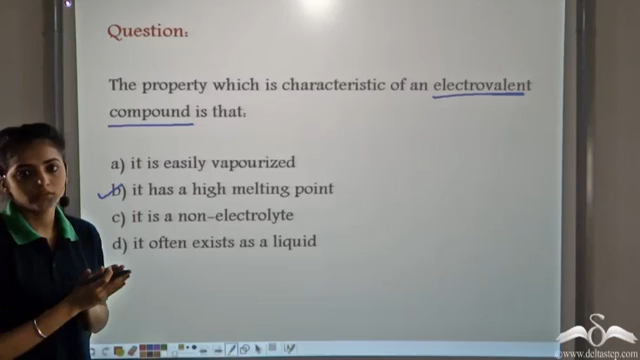 Question:
The property which is characteristic of an electrovalent
compound is that:
a) it is easily vapourized
b) it has a high melting point
c) it is a non-electrolyte
d) it often exists as a liquid
www.deltastep.com